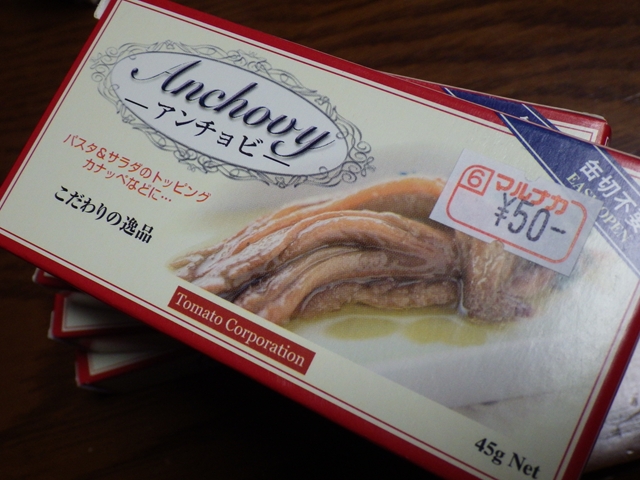 Anchovy
アンチョビ
パスタ&サラダのトッピング
カナッペなどに…
こだわりの逸品
Tomato Corporation
45g Net
缶切不要
EASY OPEN
6 マルナカ
¥50-